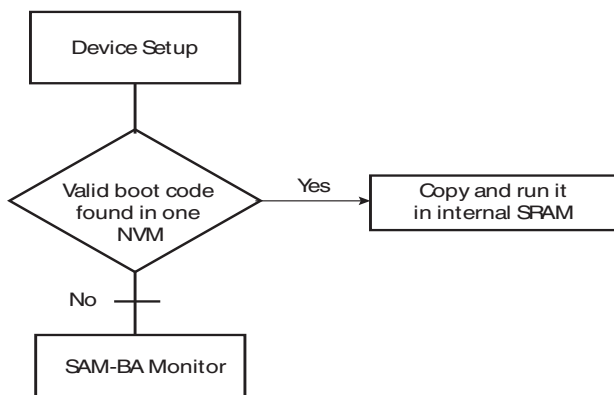 Device Setup
Valid boot code
found in one
NVM
Yes
Copy and run it
in internal SRAM
No
SAM-BA Monitor